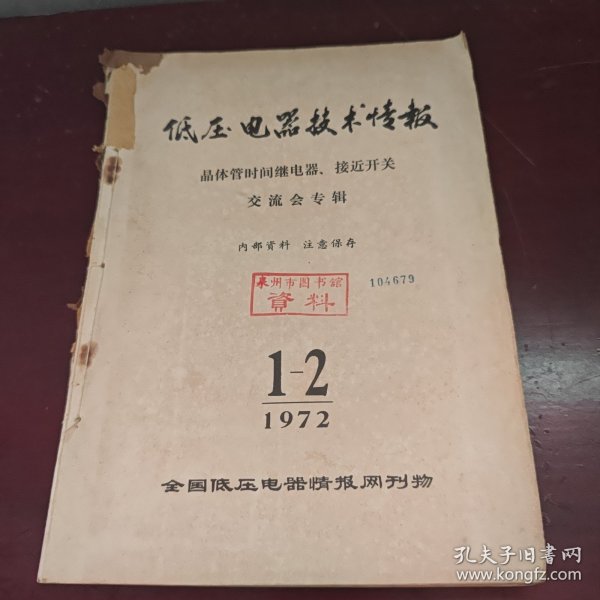 低压电器技术情报
晶体管时间继电器、接近开关
交流会专辑
内部資料 注意保存
泉州市图书館
資料
104679
1-2
1972
全国低压电器情报网刊物
孔夫子旧书网
www.kongfz.com